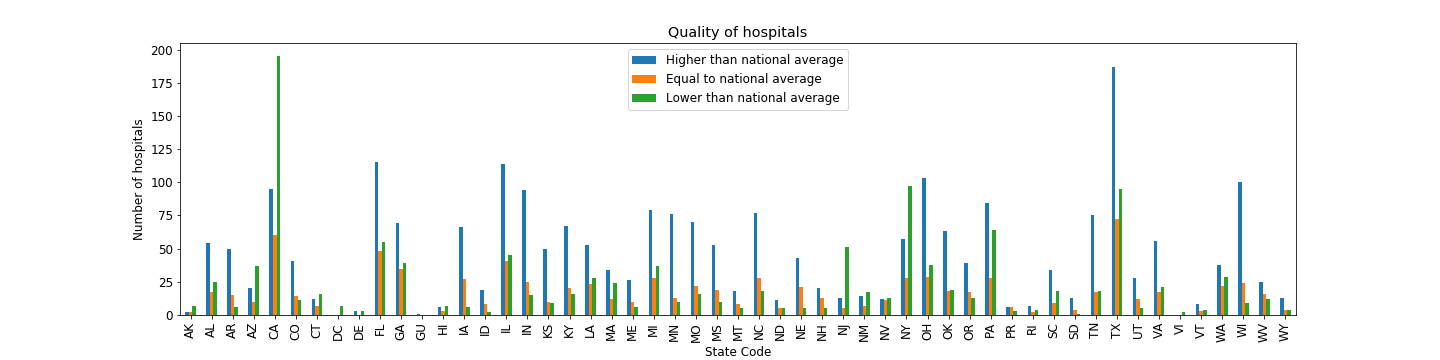 Quality of hospitals
Higher than national average
Equal to national average
Lower than national average
Number of hospitals
200
175
150
125
100
75
50
25
0
AK AL AR AZ CA CO CT DC DE FL GA GU HI IA ID IL IN KS KY LA MA ME MI MN MO MS MT NC ND NE NH NJ NM NV NY OH OK OR PA PR RI SC SD TN TX UT VA VI VT WA WI WV WY
State Code